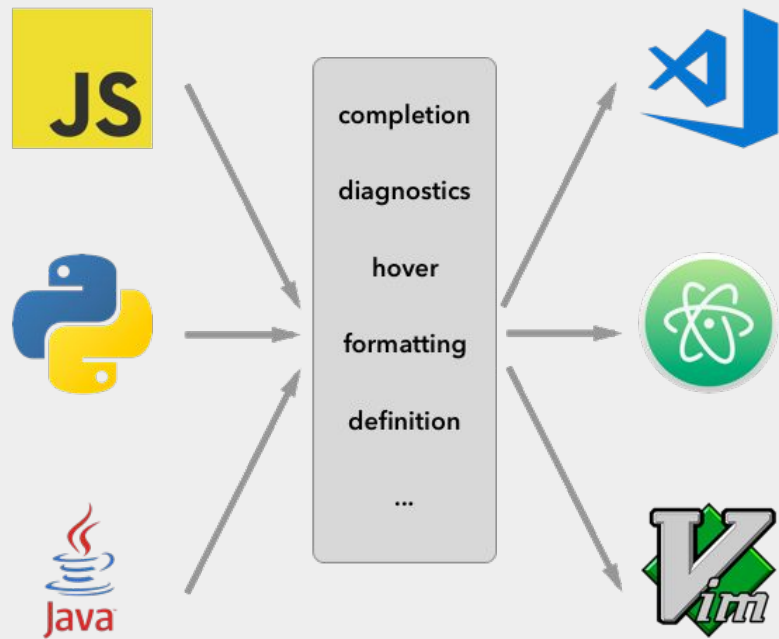 JS
completion
diagnostics
hover
formatting
definition
...
Java
Vim